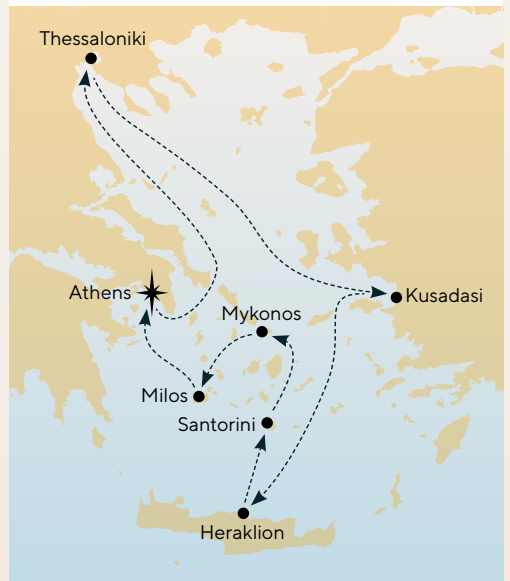 Thessaloniki
Athens
Kusadasi
Mykonos
Milos
Santorini
Heraklion